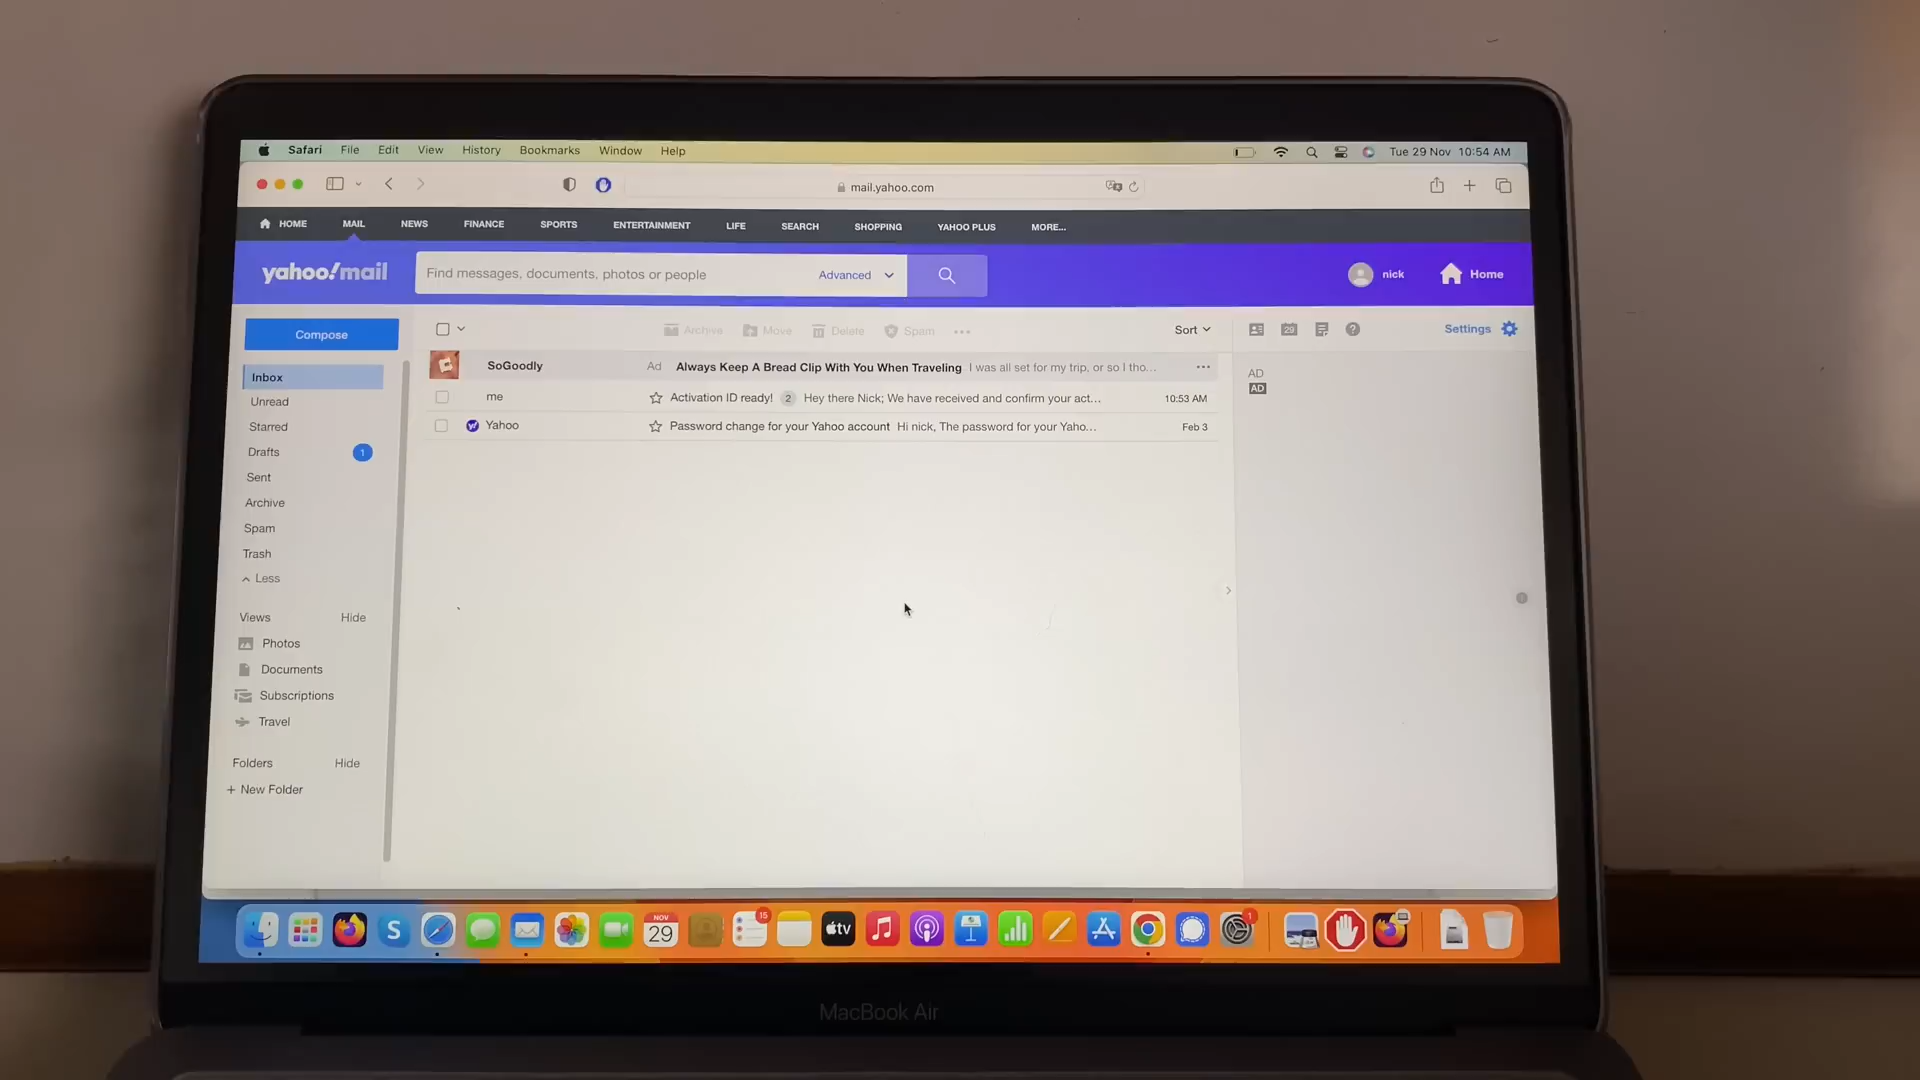 Safari File Edit View History Bookmarks Window Help Tue 29 Nov 10:54 AM
mail.yahoo.com
HOME MAIL NEWS FINANCE SPORTS ENTERTAINMENT LIFE SEARCH SHOPPING YAHOO PLUS MORE...
yahoo!mail Find messages, documents, photos or people Advanced nick Home
Compose Archive Move Delete Spam Sort 29 Settings
SoGoodly Ad Always Keep A Bread Clip With You When Traveling I was all set for my trip, or so I tho...
AD
AD
Inbox
me Activation ID ready! 2 Hey there Nick; We have received and confirm your act... 10:53 AM
Unread
Yahoo Password change for your Yahoo account Hi nick, The password for your Yaho... Feb 3
Starred
Drafts 1
Sent
Archive
Spam
Trash
Less
Views Hide
Photos
Documents
Subscriptions
Travel
Folders Hide
+ New Folder
NOV
29
15
tv
1
MacBook Air